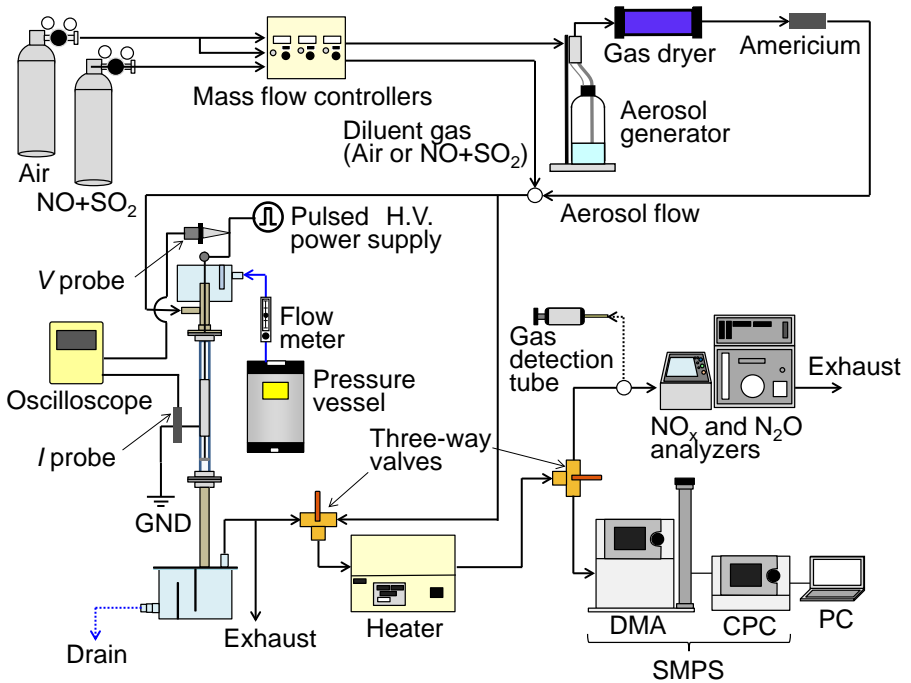 Gas dryer
Americium
Mass flow controllers
Aerosol
generator
Diluent gas
(Air or NO+SO₂)
Air
NO+SO₂
Aerosol flow
Pulsed H.V.
power supply
V probe
Flow
meter
Gas
detection
tube
Exhaust
Pressure
vessel
Oscilloscope
NOₓ and N₂O
analyzers
I probe
Three-way
valves
GND
Heater
Exhaust
Drain
DMA
CPC
PC
SMPS